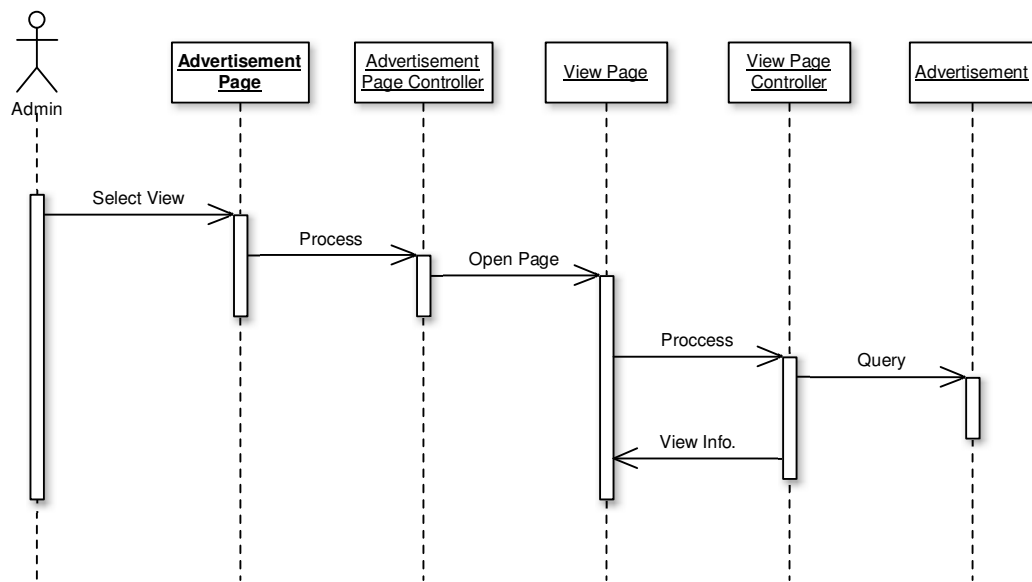 Admin
Advertisement
Page
Advertisement
Page Controller
View Page
View Page
Controller
Advertisement
Select View
Process
Open Page
Proccess
Query
View Info.